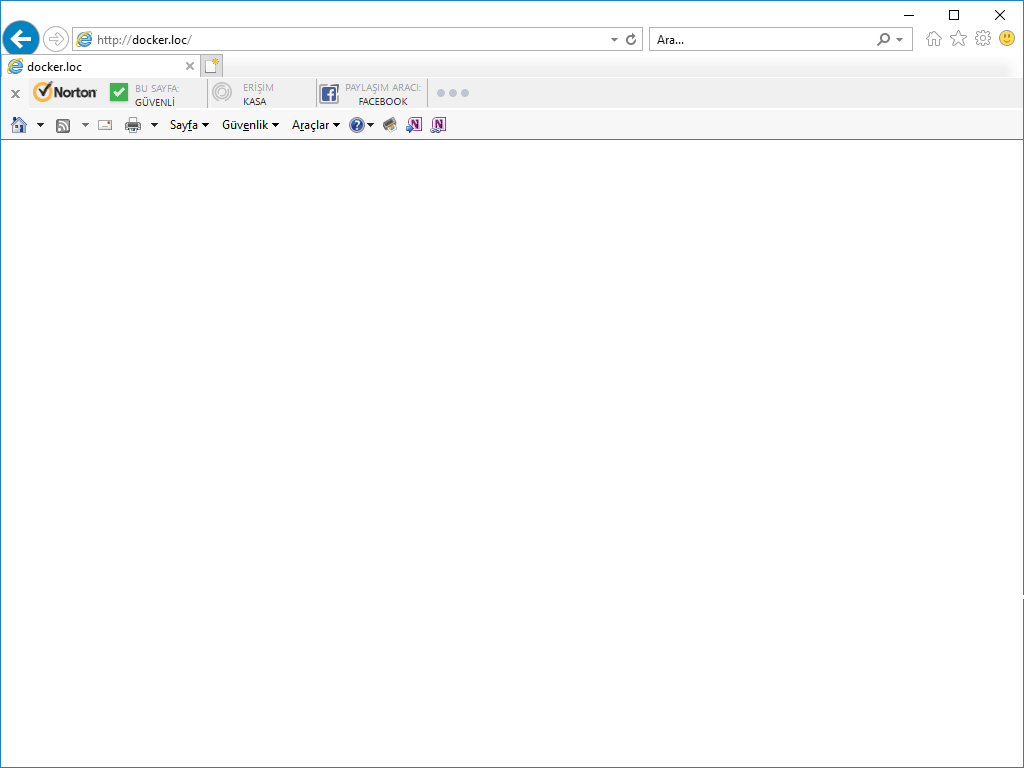 http://docker.loc/
Ara...
docker.loc
Norton
BU SAYFA:
GÜVENLİ
ERİŞİM
KASA
PAYLAŞIM ARACI:
FACEBOOK
Sayfa
Güvenlik
Araçlar